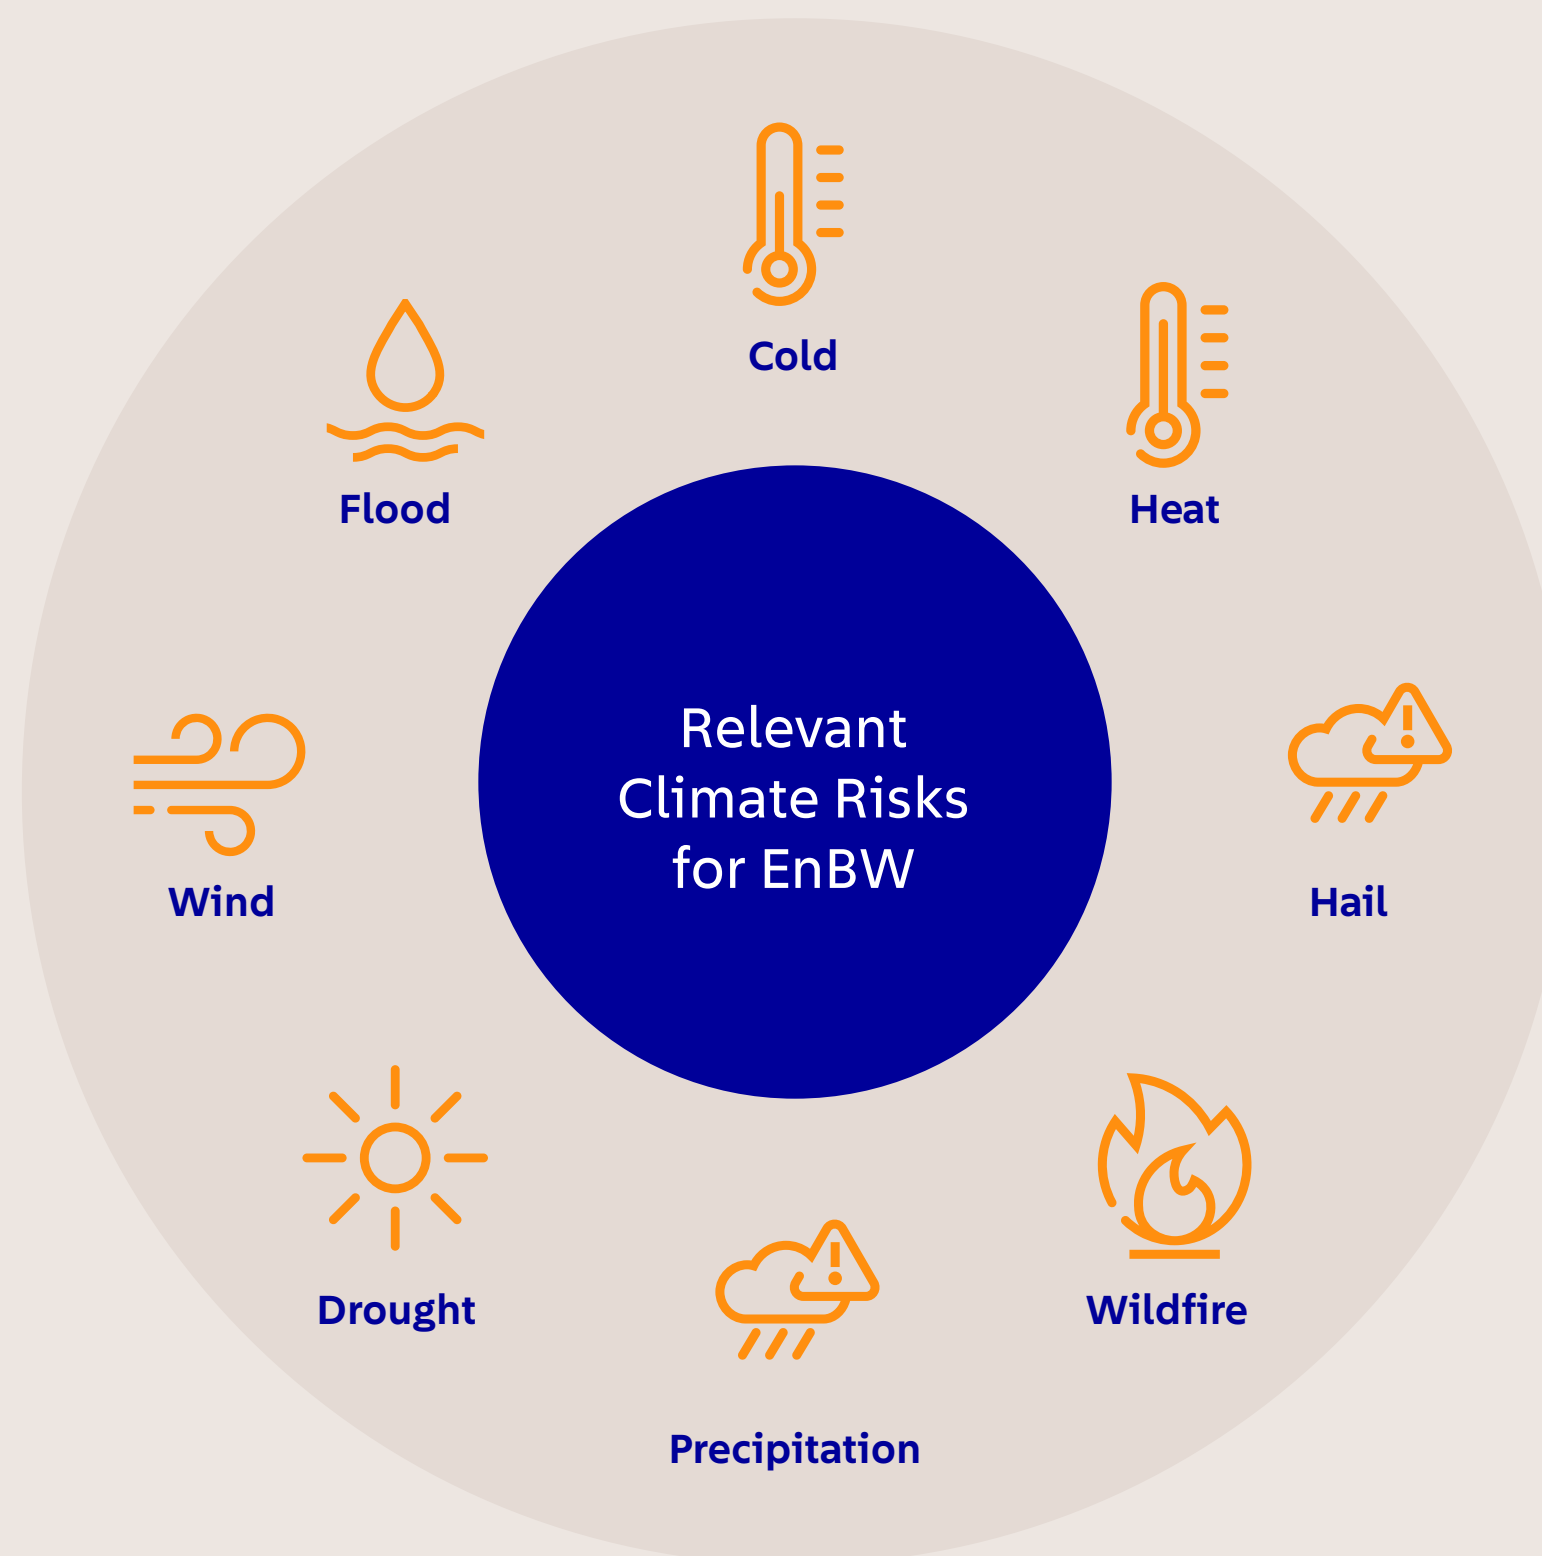 Cold
Flood
Heat
Relevant
Climate Risks
for EnBW
Wind
Hail
Drought
Wildfire
Precipitation